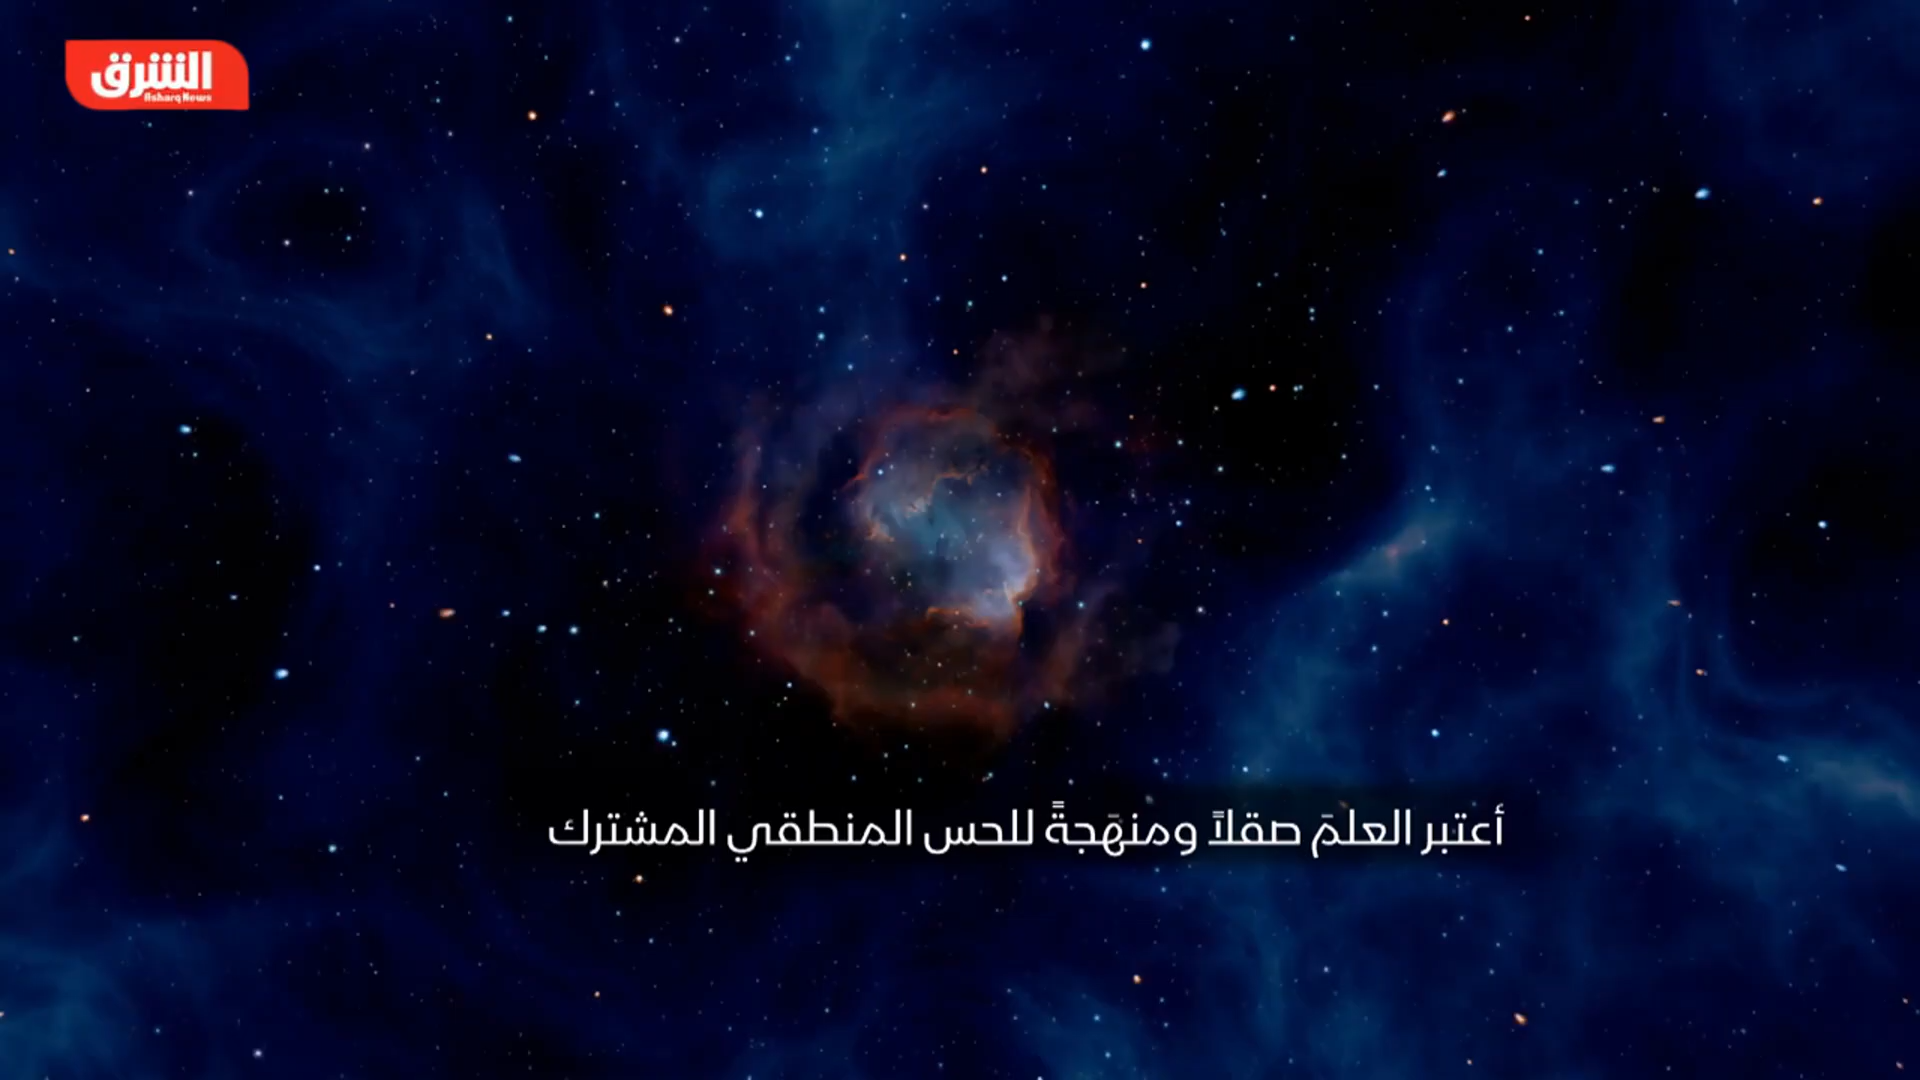 الشرق
Asharq News
أعتبر العلمَ صقلاً ومنهَجةً للحس المنطقي المشترك